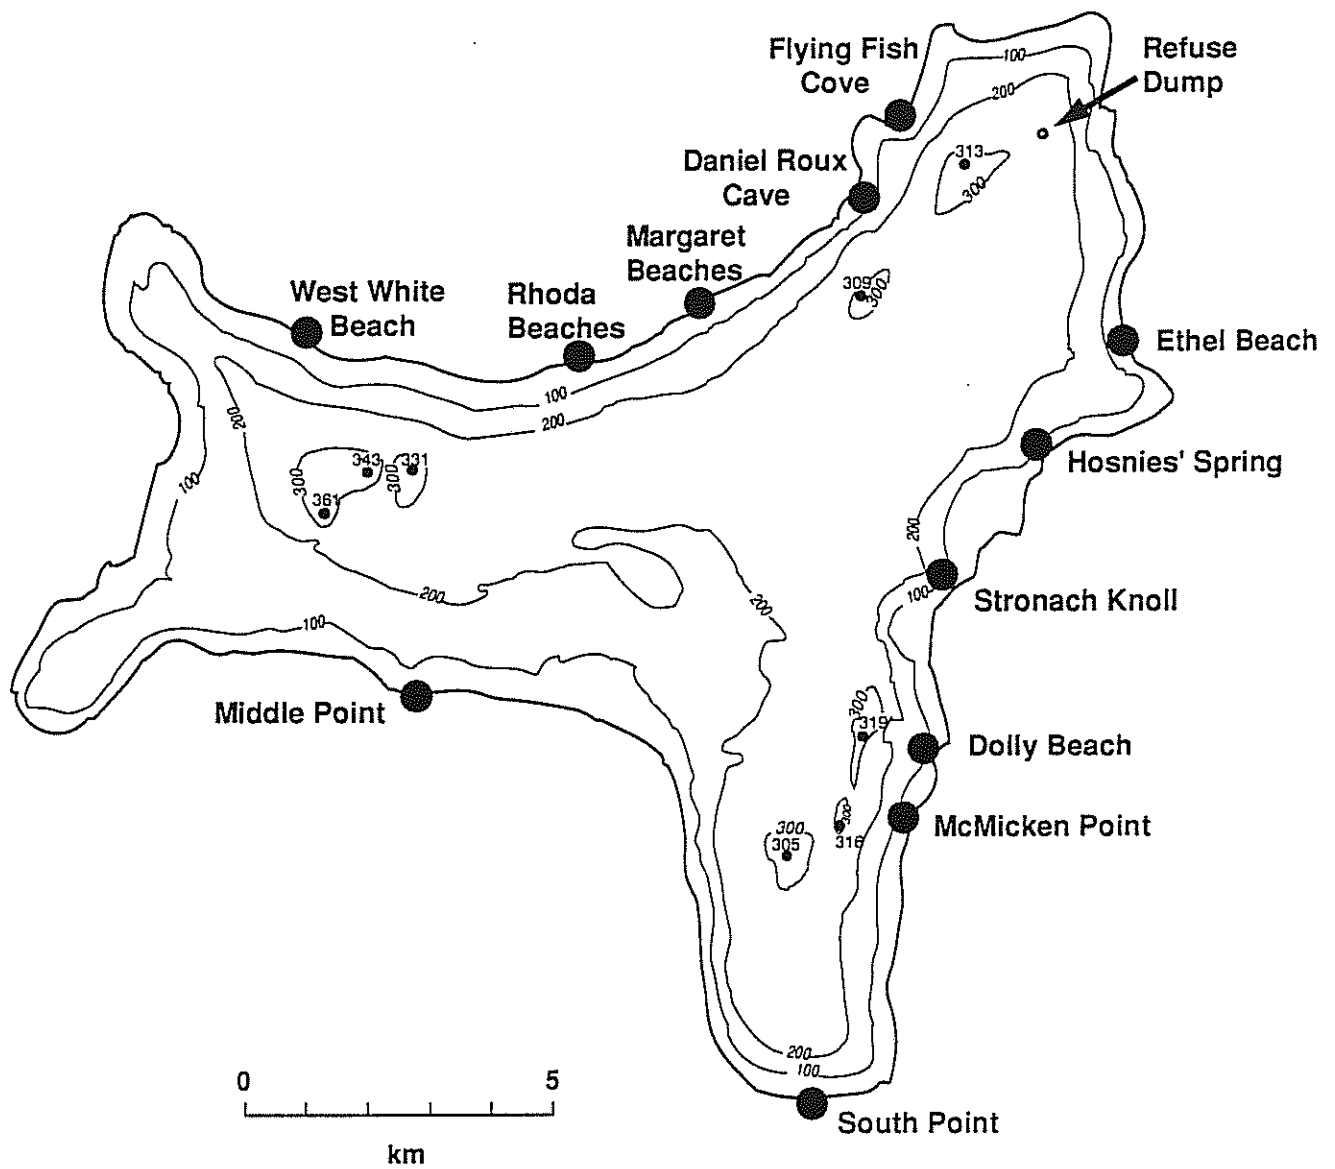 Flying Fish
Cove
Refuse
Dump
100
200
313
300
Daniel Roux
Cave
Margaret
Beaches
309
300
West White
Beach
Rhoda
Beaches
Ethel Beach
100
200
200
343
331
300
300
361
100
Hosnies' Spring
200
200
200
100
Stronach Knoll
100
Middle Point
300
319
Dolly Beach
300
316
McMicken Point
300
305
200
100
0 5
km
South Point